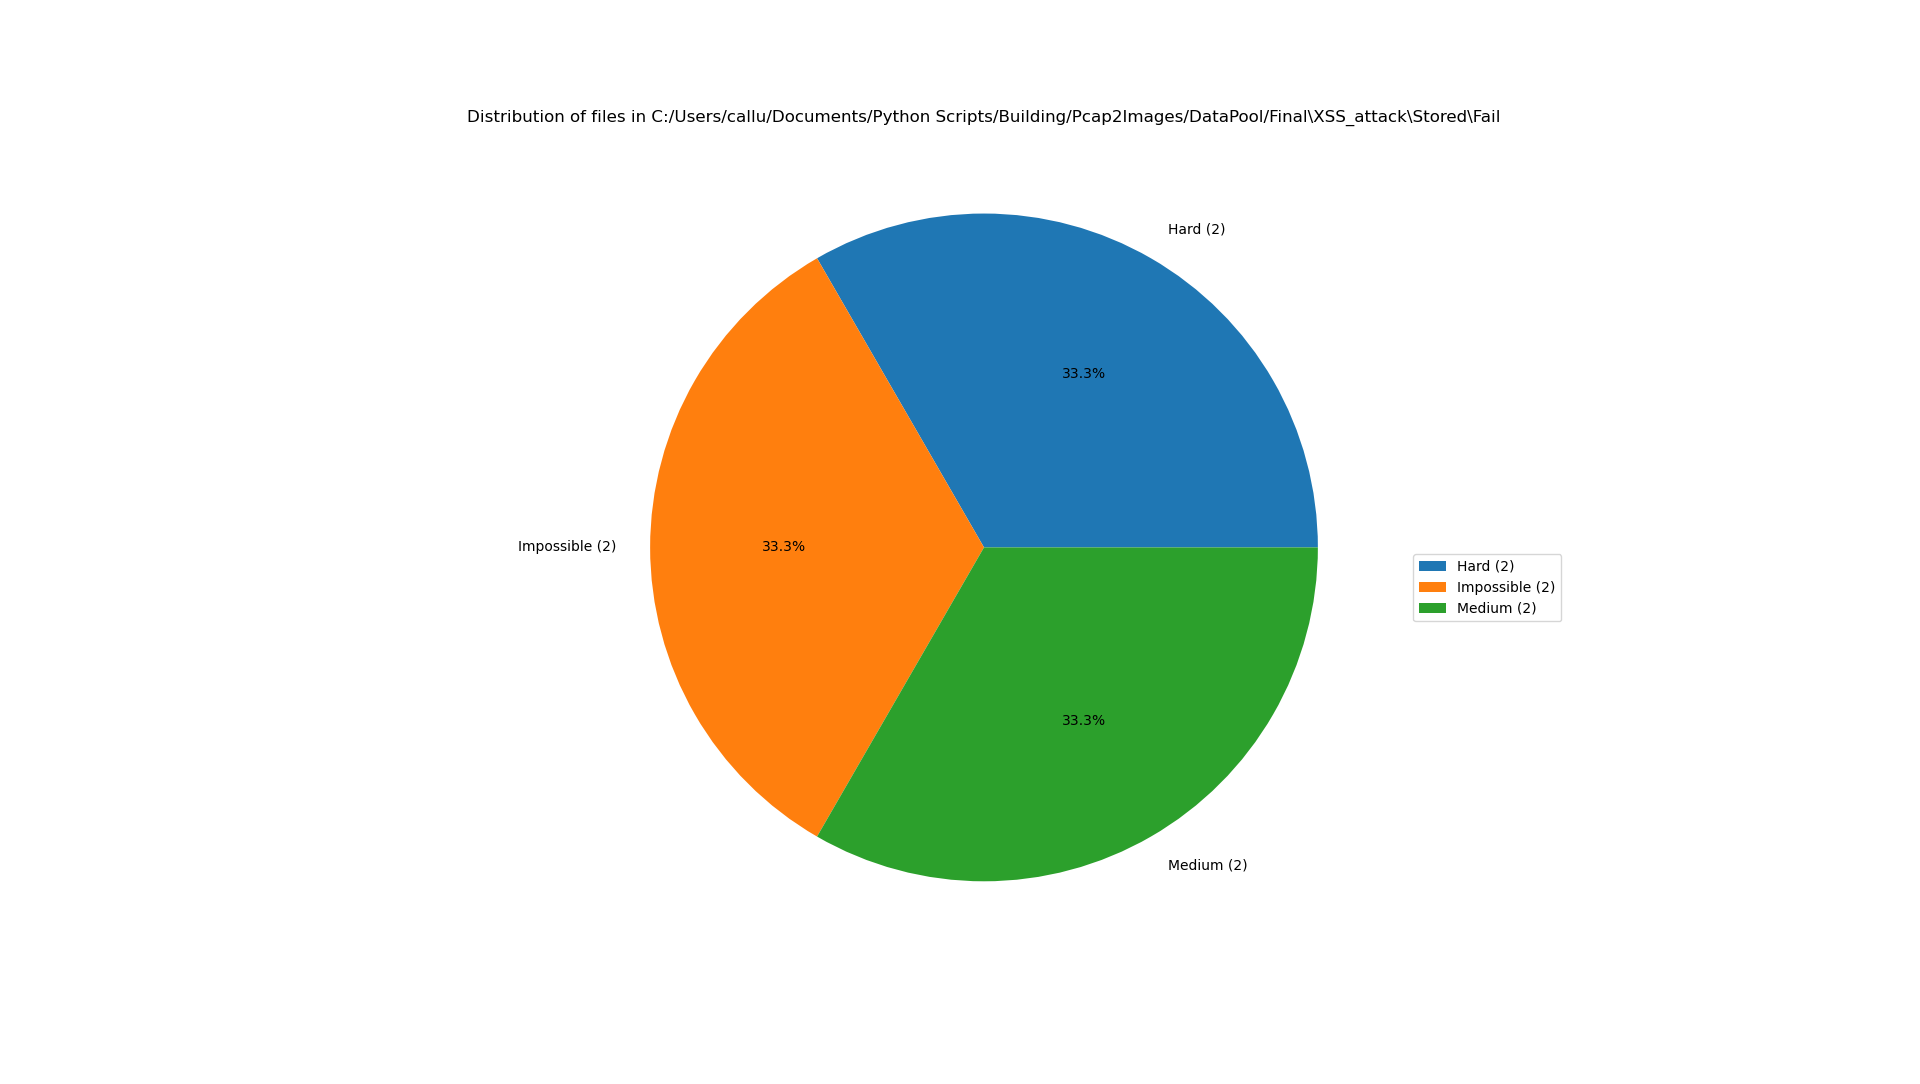 Distribution of files in C:/Users/callu/Documents/Python Scripts/Building/Pcap2Images/DataPool/Final\XSS_attack\Stored\Fail
Hard (2)
33.3%
Impossible (2)
33.3%
Hard (2)
Impossible (2)
Medium (2)
33.3%
Medium (2)